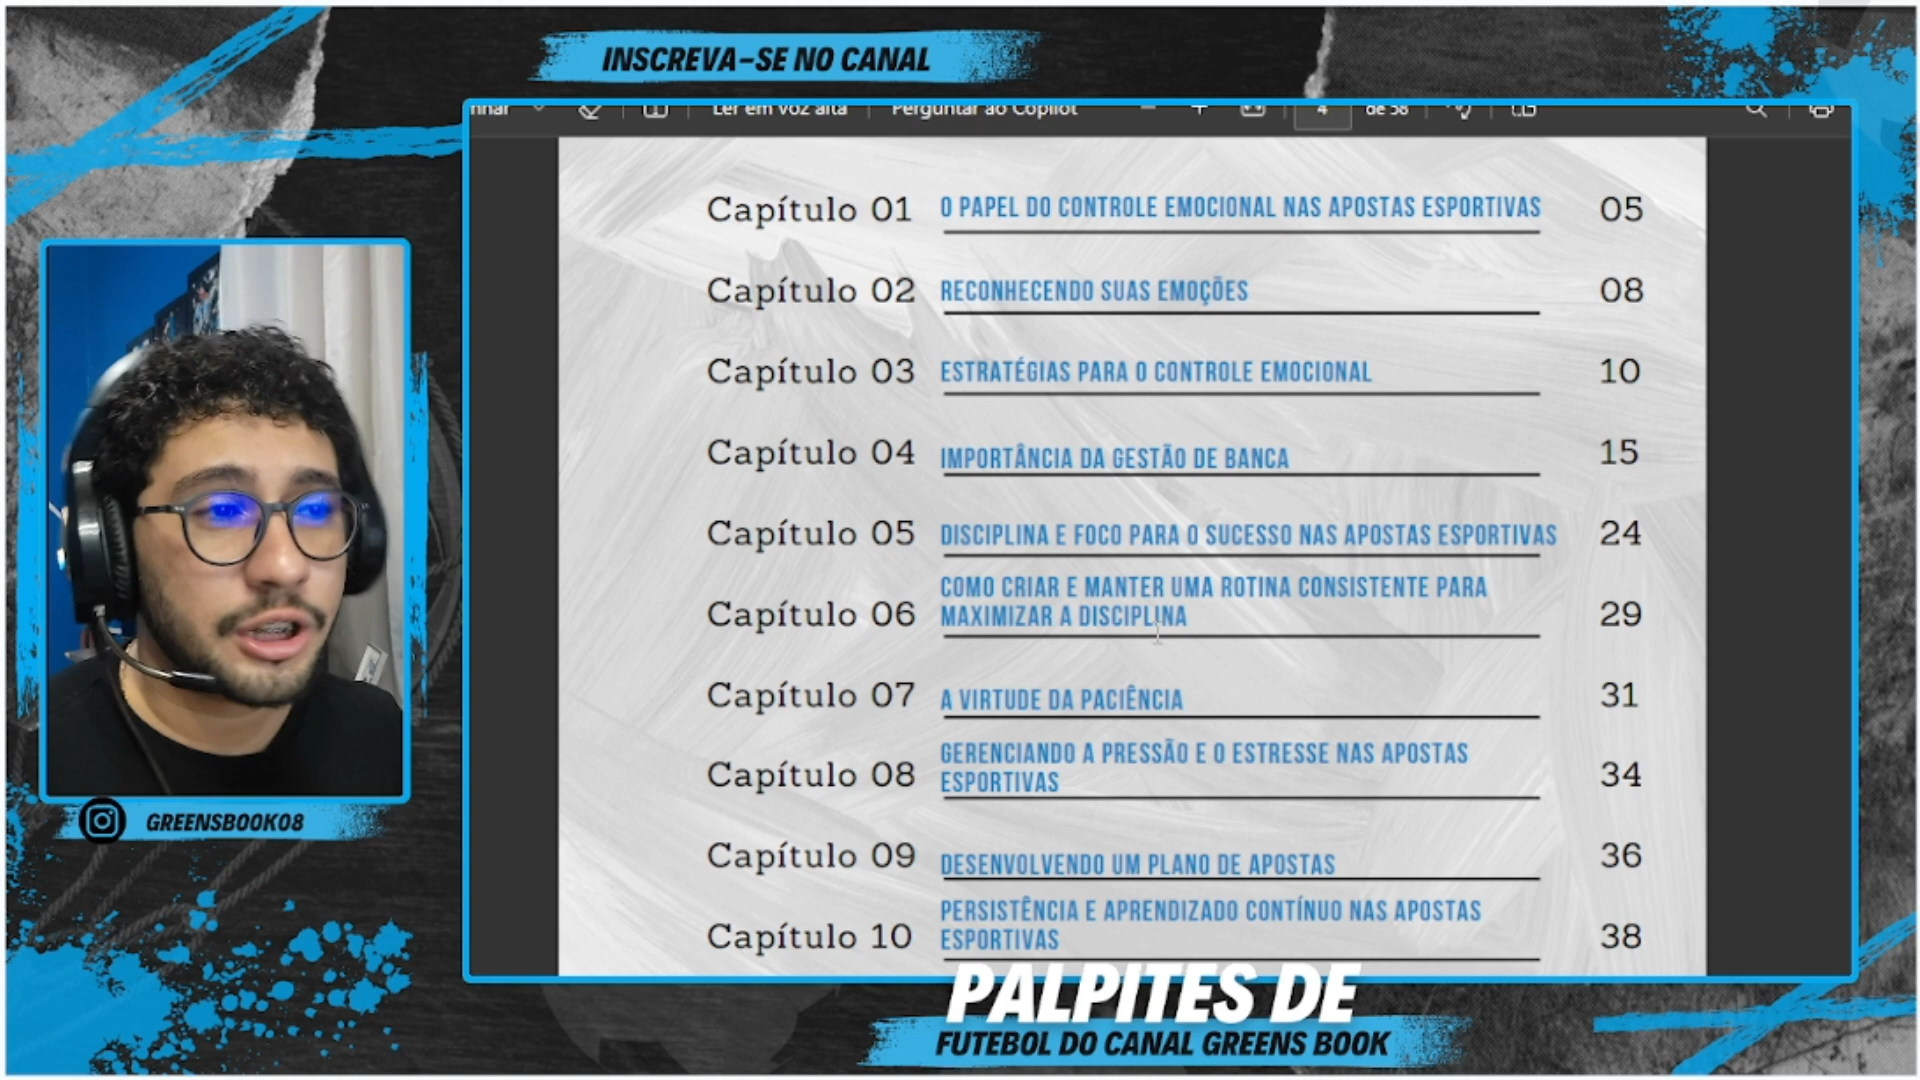 INSCREVA-SE NO CANAL
nhar Ler em voz alta Perguntar ao Copilot 4 de 58
Capítulo 01 O PAPEL DO CONTROLE EMOCIONAL NAS APOSTAS ESPORTIVAS 05
Capítulo 02 RECONHECENDO SUAS EMOÇÕES 08
Capítulo 03 ESTRATÉGIAS PARA O CONTROLE EMOCIONAL 10
Capítulo 04 IMPORTÂNCIA DA GESTÃO DE BANCA 15
Capítulo 05 DISCIPLINA E FOCO PARA O SUCESSO NAS APOSTAS ESPORTIVAS 24
COMO CRIAR E MANTER UMA ROTINA CONSISTENTE PARA
Capítulo 06 MAXIMIZAR A DISCIPLINA 29
Capítulo 07 A VIRTUDE DA PACIÊNCIA 31
GERENCIANDO A PRESSÃO E O ESTRESSE NAS APOSTAS
Capítulo 08 ESPORTIVAS 34
Capítulo 09 DESENVOLVENDO UM PLANO DE APOSTAS 36
PERSISTÊNCIA E APRENDIZADO CONTÍNUO NAS APOSTAS
Capítulo 10 ESPORTIVAS 38
GREENSBOOK08
PALPITES DE
FUTEBOL DO CANAL GREENS BOOK